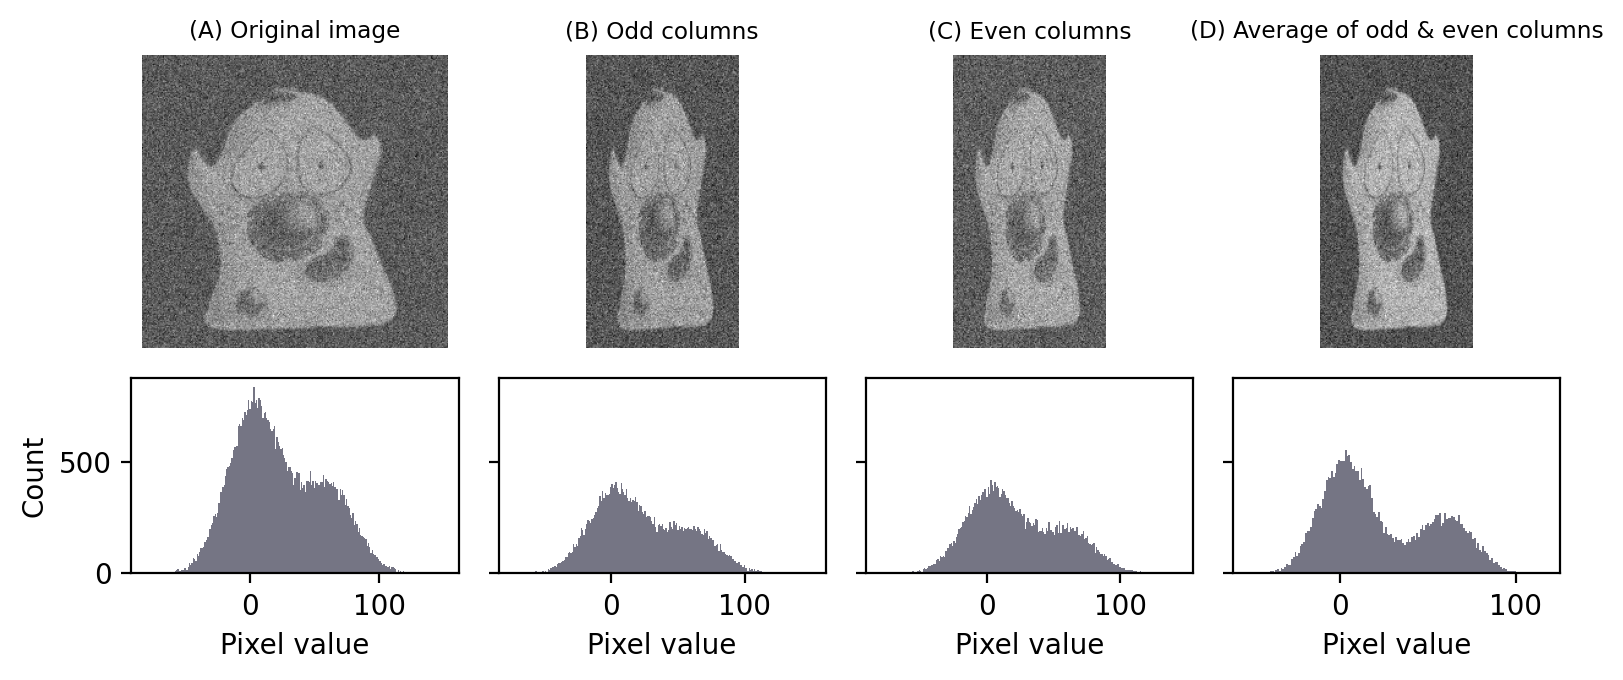 (A) Original image
(B) Odd columns
(C) Even columns
(D) Average of odd & even columns
Count
500
0
0 100
0 100
0 100
0 100
Pixel value
Pixel value
Pixel value
Pixel value